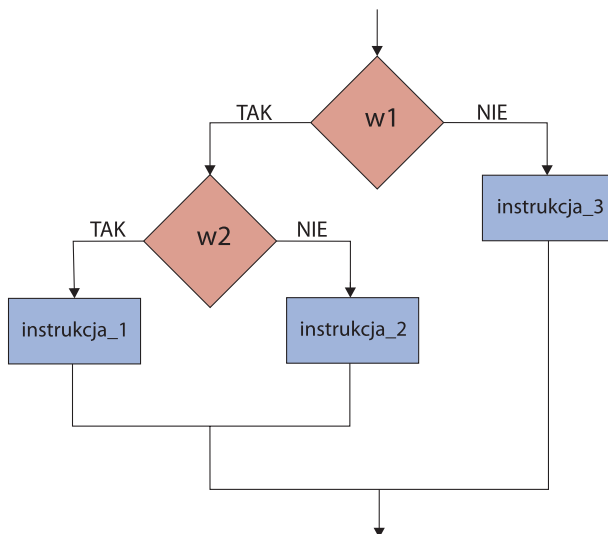 w1
TAK
NIE
instrukcja_3
w2
TAK
NIE
instrukcja_1
instrukcja_2